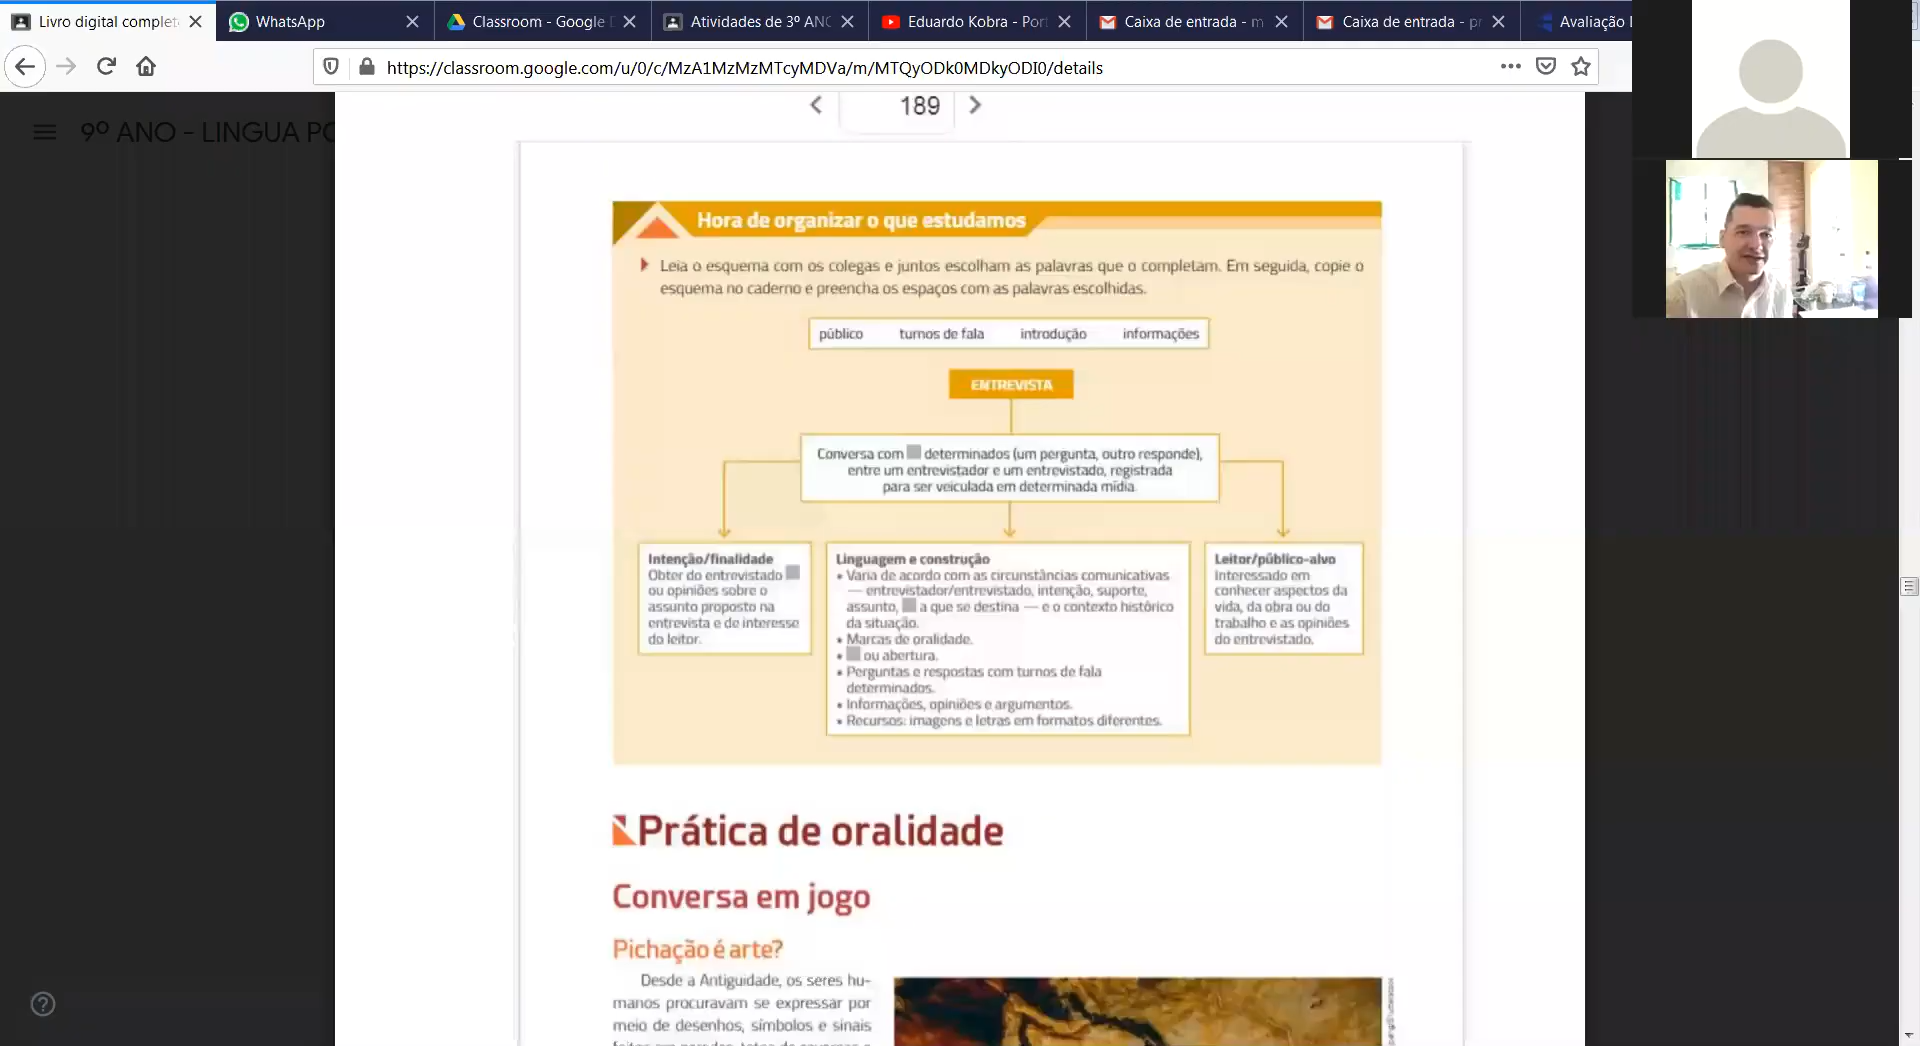 Livro digital complet
WhatsApp
Classroom - Google D
Atividades de 3º ANO
Eduardo Kobra - Port
Caixa de entrada - m
Caixa de entrada - pr
Avaliação
https://classroom.google.com/u/0/c/MzA1MzMzMTcyMDVa/m/MTQyODk0MDkyODI0/details
9º ANO - LINGUA PO
189
Hora de organizar o que estudamos
Leia o esquema com os colegas e juntos escolham as palavras que o completam. Em seguida, copie o
esquema no caderno e preencha os espaços com as palavras escolhidas.
público turnos de fala introdução informações
ENTREVISTA
Conversa com determinados (um pergunta, outro responde),
entre um entrevistador e um entrevistado, registrada
para ser veiculada em determinada mídia.
Intenção/finalidade
Obter do entrevistado
ou opiniões sobre o
assunto proposto na
entrevista e de interesse
do leitor.
Linguagem e construção
• Varia de acordo com as circunstâncias comunicativas
— entrevistador/entrevistado, intenção, suporte,
assunto, a que se destina — e o contexto histórico
da situação.
• Marcas de oralidade.
• ou abertura.
• Perguntas e respostas com turnos de fala
determinados.
• Informações, opiniões e argumentos.
• Recursos: imagens e letras em formatos diferentes.
Leitor/público-alvo
Interessado em
conhecer aspectos da
vida, da obra ou do
trabalho e as opiniões
do entrevistado.
Prática de oralidade
Conversa em jogo
Pichação é arte?
Desde a Antiguidade, os seres hu-
manos procuravam se expressar por
meio de desenhos, símbolos e sinais